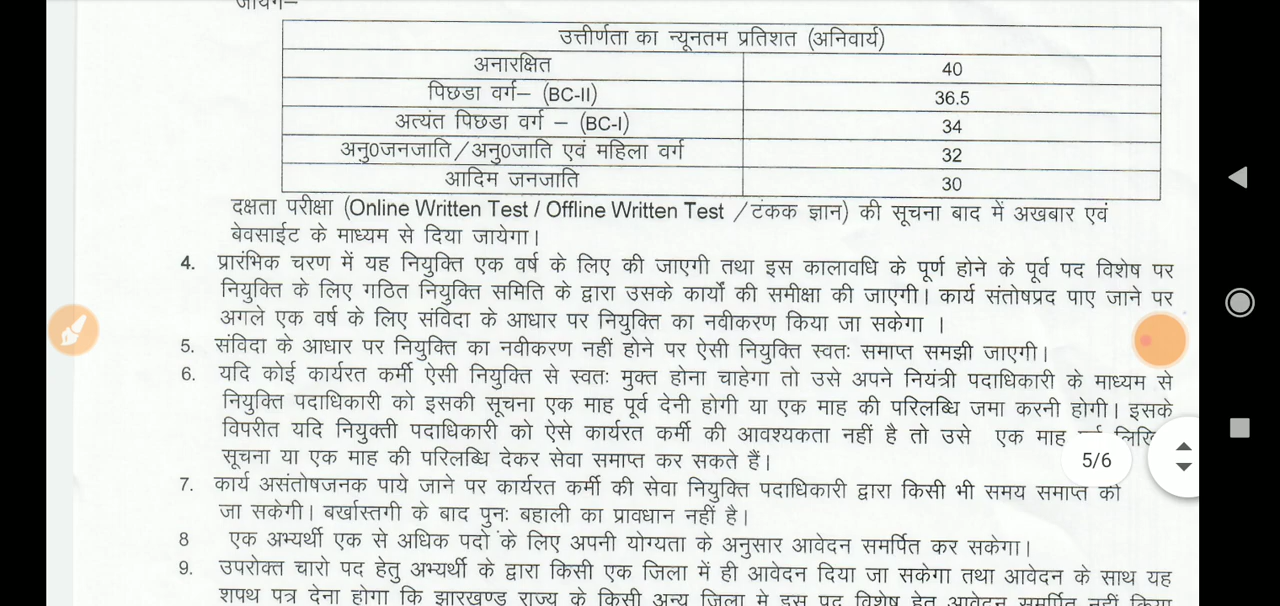 जायेंगे–
उत्तीर्णता का न्यूनतम प्रतिशत (अनिवार्य)
अनारक्षित 40
पिछडा वर्ग– (BC-II) 36.5
अत्यंत पिछडा वर्ग – (BC-I) 34
अनु0जनजाति/अनु0जाति एवं महिला वर्ग 32
आदिम जनजाति 30
दक्षता परीक्षा (Online Written Test / Offline Written Test /टंकक ज्ञान) की सूचना बाद में अखबार एवं
बेवसाईट के माध्यम से दिया जायेगा।
4. प्रारंभिक चरण में यह नियुक्ति एक वर्ष के लिए की जाएगी तथा इस कालावधि के पूर्ण होने के पूर्व पद विशेष पर
नियुक्ति के लिए गठित नियुक्ति समिति के द्वारा उसके कार्यों की समीक्षा की जाएगी। कार्य संतोषप्रद पाए जाने पर
अगले एक वर्ष के लिए संविदा के आधार पर नियुक्ति का नवीकरण किया जा सकेगा ।
5. संविदा के आधार पर नियुक्ति का नवीकरण नहीं होने पर ऐसी नियुक्ति स्वतः समाप्त समझी जाएगी।
6. यदि कोई कार्यरत कर्मी ऐसी नियुक्ति से स्वतः मुक्त होना चाहेगा तो उसे अपने नियंत्री पदाधिकारी के माध्यम से
नियुक्ति पदाधिकारी को इसकी सूचना एक माह पूर्व देनी होगी या एक माह की परिलब्धि जमा करनी होगी। इसके
विपरीत यदि नियुक्ती पदाधिकारी को ऐसे कार्यरत कर्मी की आवश्यकता नहीं है तो उसे एक माह
सूचना या एक माह की परिलब्धि देकर सेवा समाप्त कर सकते हैं।
5/6
7. कार्य असंतोषजनक पाये जाने पर कार्यरत कर्मी की सेवा नियुक्ति पदाधिकारी द्वारा किसी भी समय समाप्त की
जा सकेगी। बर्खास्तगी के बाद पुनः बहाली का प्रावधान नहीं है।
8 एक अभ्यर्थी एक से अधिक पदों के लिए अपनी योग्यता के अनुसार आवेदन समर्पित कर सकेगा।
9. उपरोक्त चारो पद हेतु अभ्यर्थी के द्वारा किसी एक जिला में ही आवेदन दिया जा सकेगा तथा आवेदन के साथ यह
शपथ पत्र देना होगा कि झारखण्ड राज्य के किसी अन्य जिला मे इस पद विशेष हेतु आवेदन समर्पित नहीं किया